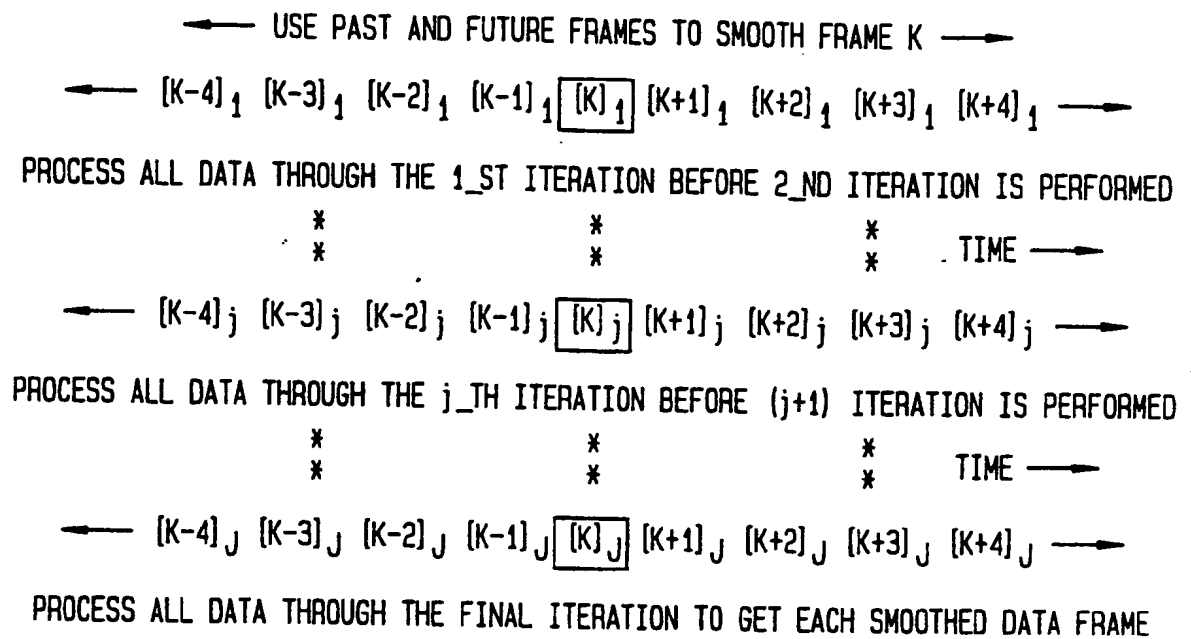 ← USE PAST AND FUTURE FRAMES TO SMOOTH FRAME K →
← [K-4]₁ [K-3]₁ [K-2]₁ [K-1]₁ [K]₁ [K+1]₁ [K+2]₁ [K+3]₁ [K+4]₁ →
PROCESS ALL DATA THROUGH THE 1_ST ITERATION BEFORE 2_ND ITERATION IS PERFORMED
* * *
* * * TIME →
← [K-4]j [K-3]j [K-2]j [K-1]j [K]j [K+1]j [K+2]j [K+3]j [K+4]j →
PROCESS ALL DATA THROUGH THE j_TH ITERATION BEFORE (j+1) ITERATION IS PERFORMED
* * *
* * * TIME →
← [K-4]J [K-3]J [K-2]J [K-1]J [K]J [K+1]J [K+2]J [K+3]J [K+4]J →
PROCESS ALL DATA THROUGH THE FINAL ITERATION TO GET EACH SMOOTHED DATA FRAME